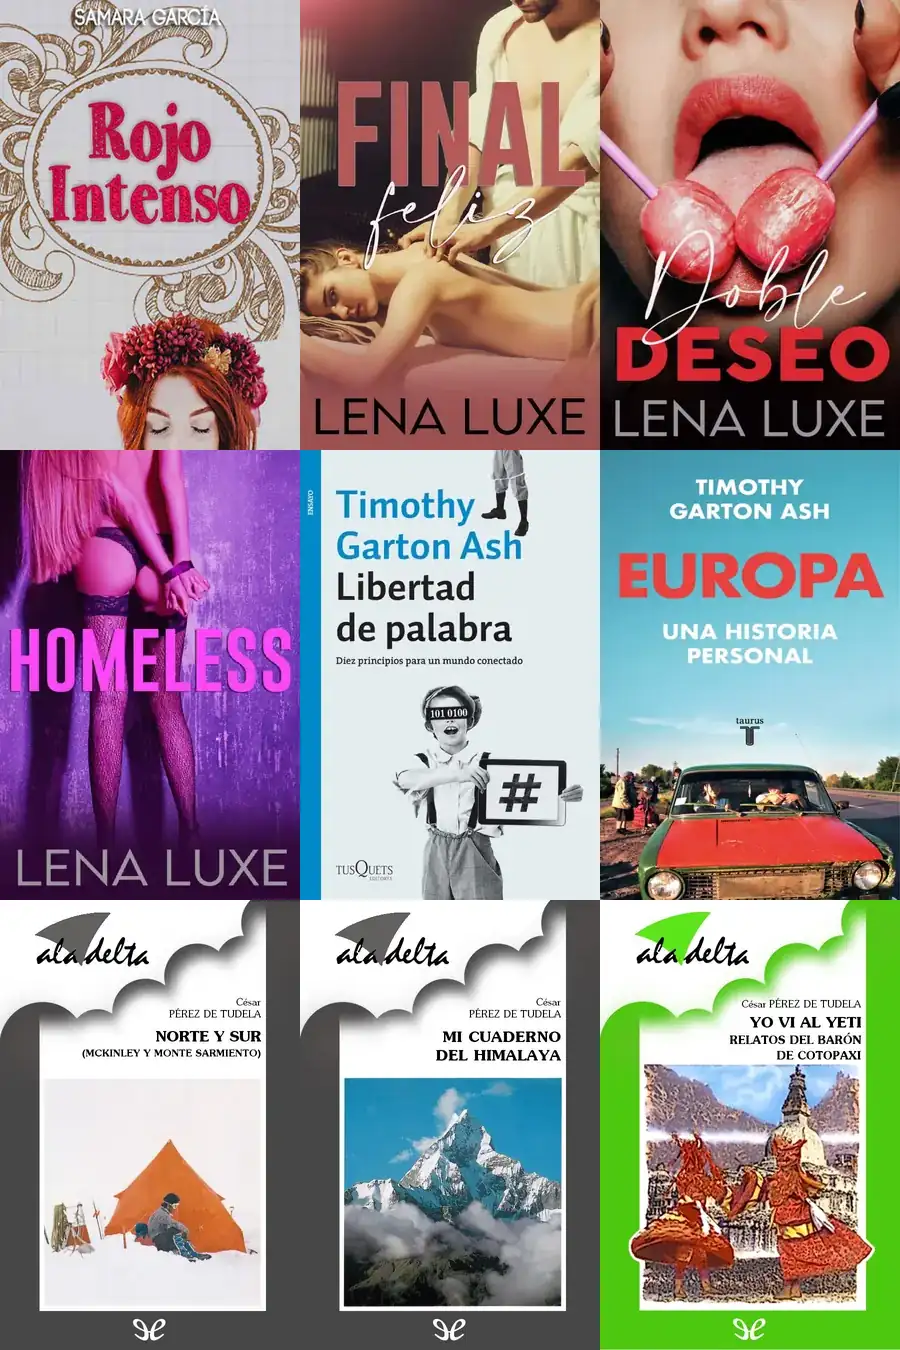 SAMARA GARCÍA
Rojo
Intenso
FINAL
feliz
LENA LUXE
Doble
DESEO
LENA LUXE
HOMELESS
LENA LUXE
ENSAYO
Timothy
Garton Ash
Libertad
de palabra
Diez principios para un mundo conectado
101 0100
#
TUSQUETS
EDITORES
TIMOTHY
GARTON ASH
EUROPA
UNA HISTORIA
PERSONAL
taurus
T
ala delta
César
PÉREZ DE TUDELA
NORTE Y SUR
(MCKINLEY Y MONTE SARMIENTO)
ala delta
César
PÉREZ DE TUDELA
MI CUADERNO
DEL HIMALAYA
ala delta
César PÉREZ DE TUDELA
YO VI AL YETI
RELATOS DEL BARÓN
DE COTOPAXI